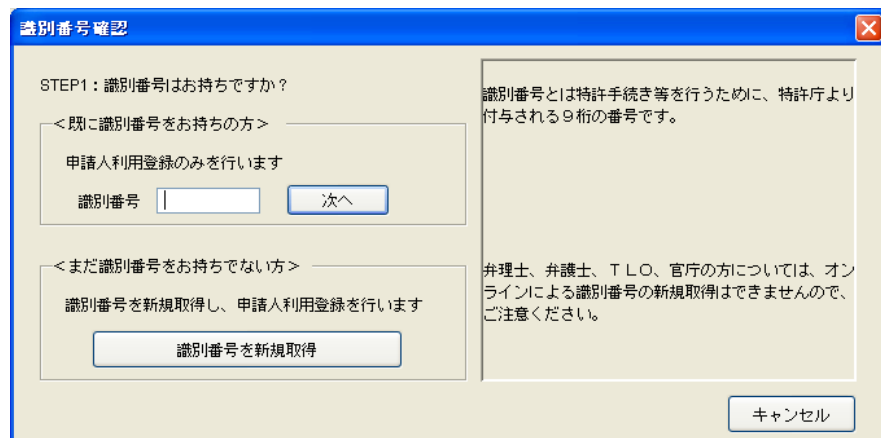 識別番号確認
STEP1：識別番号はお持ちですか？
＜既に識別番号をお持ちの方＞
申請人利用登録のみを行います
識別番号
次へ
＜まだ識別番号をお持ちでない方＞
識別番号を新規取得し、申請人利用登録を行います
識別番号を新規取得
識別番号とは特許手続き等を行うために、特許庁より
付与される９桁の番号です。
弁理士、弁護士、ＴＬＯ、官庁の方については、オン
ラインによる識別番号の新規取得はできませんので、
ご注意ください。
キャンセル